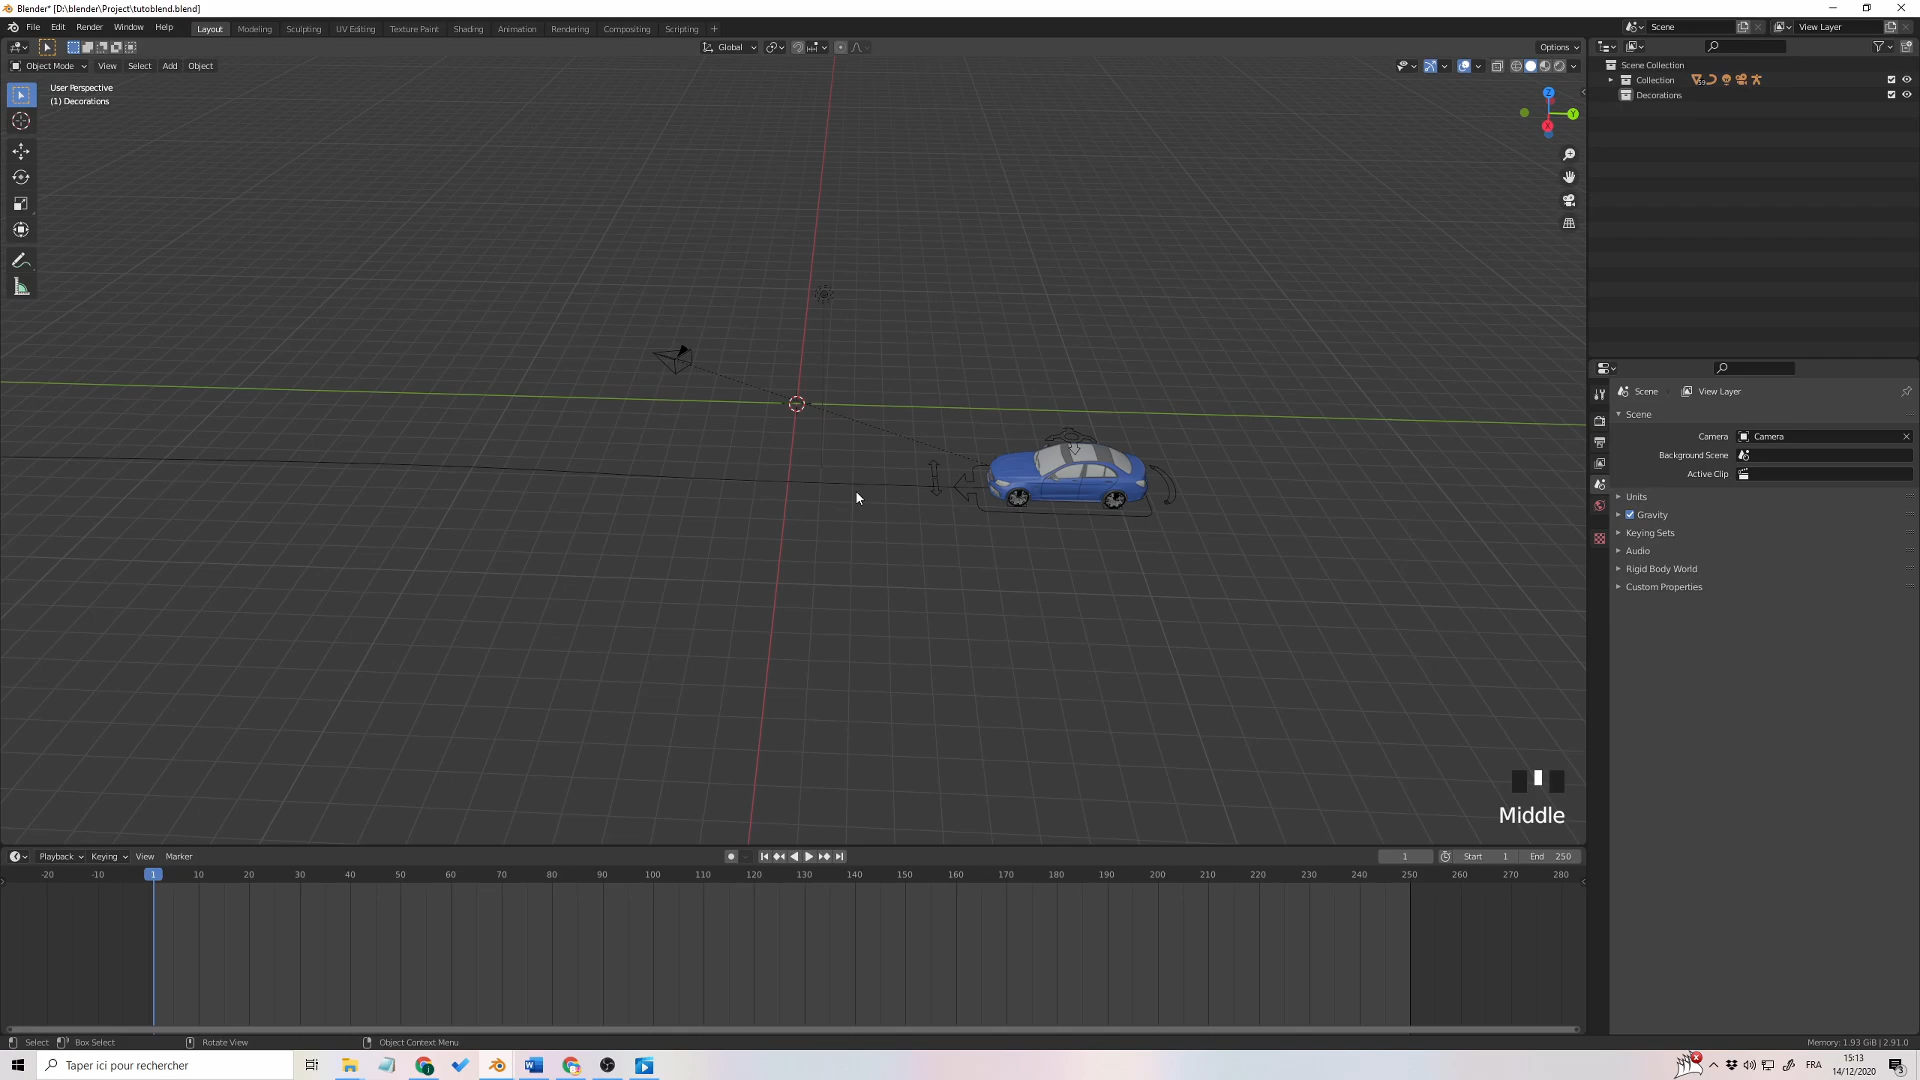 Blender* [D:\blender\Project\tutoblend.blend]
File Edit Render Window Help Layout Modeling Sculpting UV Editing Texture Paint Shading Animation Rendering Compositing Scripting + Scene View Layer
Global Options
Object Mode View Select Add Object
User Perspective
(1) Decorations
Scene Collection
Collection 59
Decorations
Z
Y
X
Scene View Layer
Scene
Camera Camera
Background Scene
Active Clip
Units
Gravity
Keying Sets
Audio
Rigid Body World
Custom Properties
Middle
Playback Keying View Marker 1 Start 1 End 250
-20 -10 1 10 20 30 40 50 60 70 80 90 100 110 120 130 140 150 160 170 180 190 200 210 220 230 240 250 260 270 280
Select Box Select Rotate View Object Context Menu Memory: 1.93 GiB | 2.91.0
Taper ici pour rechercher FRA 15:13
14/12/2020 3